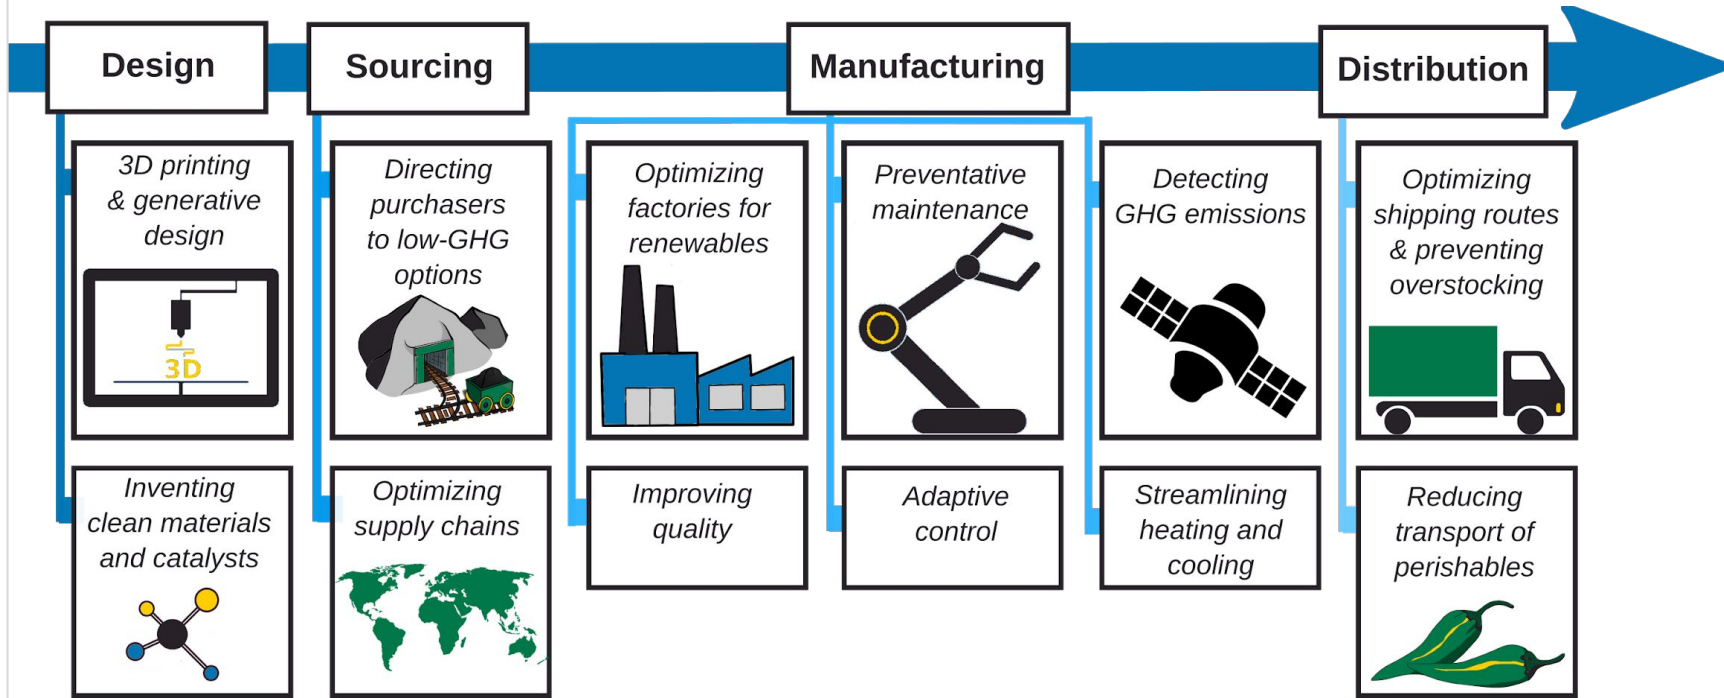 Design
Sourcing
Manufacturing
Distribution
3D printing
& generative
design
3D
Directing
purchasers
to low-GHG
options
Optimizing
factories for
renewables
Preventative
maintenance
Detecting
GHG emissions
Optimizing
shipping routes
& preventing
overstocking
Inventing
clean materials
and catalysts
Optimizing
supply chains
Improving
quality
Adaptive
control
Streamlining
heating and
cooling
Reducing
transport of
perishables